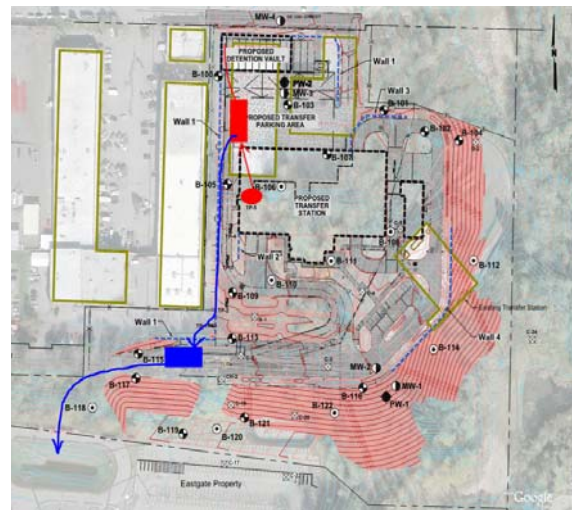 MW-4
N
PROPOSED
DETENTION VAULT
Wall 1
B-100
PW-2
MW-3
B-103
Wall 3
B-101
PROPOSED TRANSFER
PARKING AREA
B-102
B-104
Wall 1
B-107
B-105
B-106
TP-5
PROPOSED
TRANSFER
STATION
B-108
Wall 2
B-111
B-112
B-110
B-109
Existing Transfer Station
Wall 1
B-113
Wall 4
B-114
B-115
MW-2
B-117
B-116
MW-1
PW-1
B-118
B-122
B-121
B-119
B-120
Eastgate Property
Google